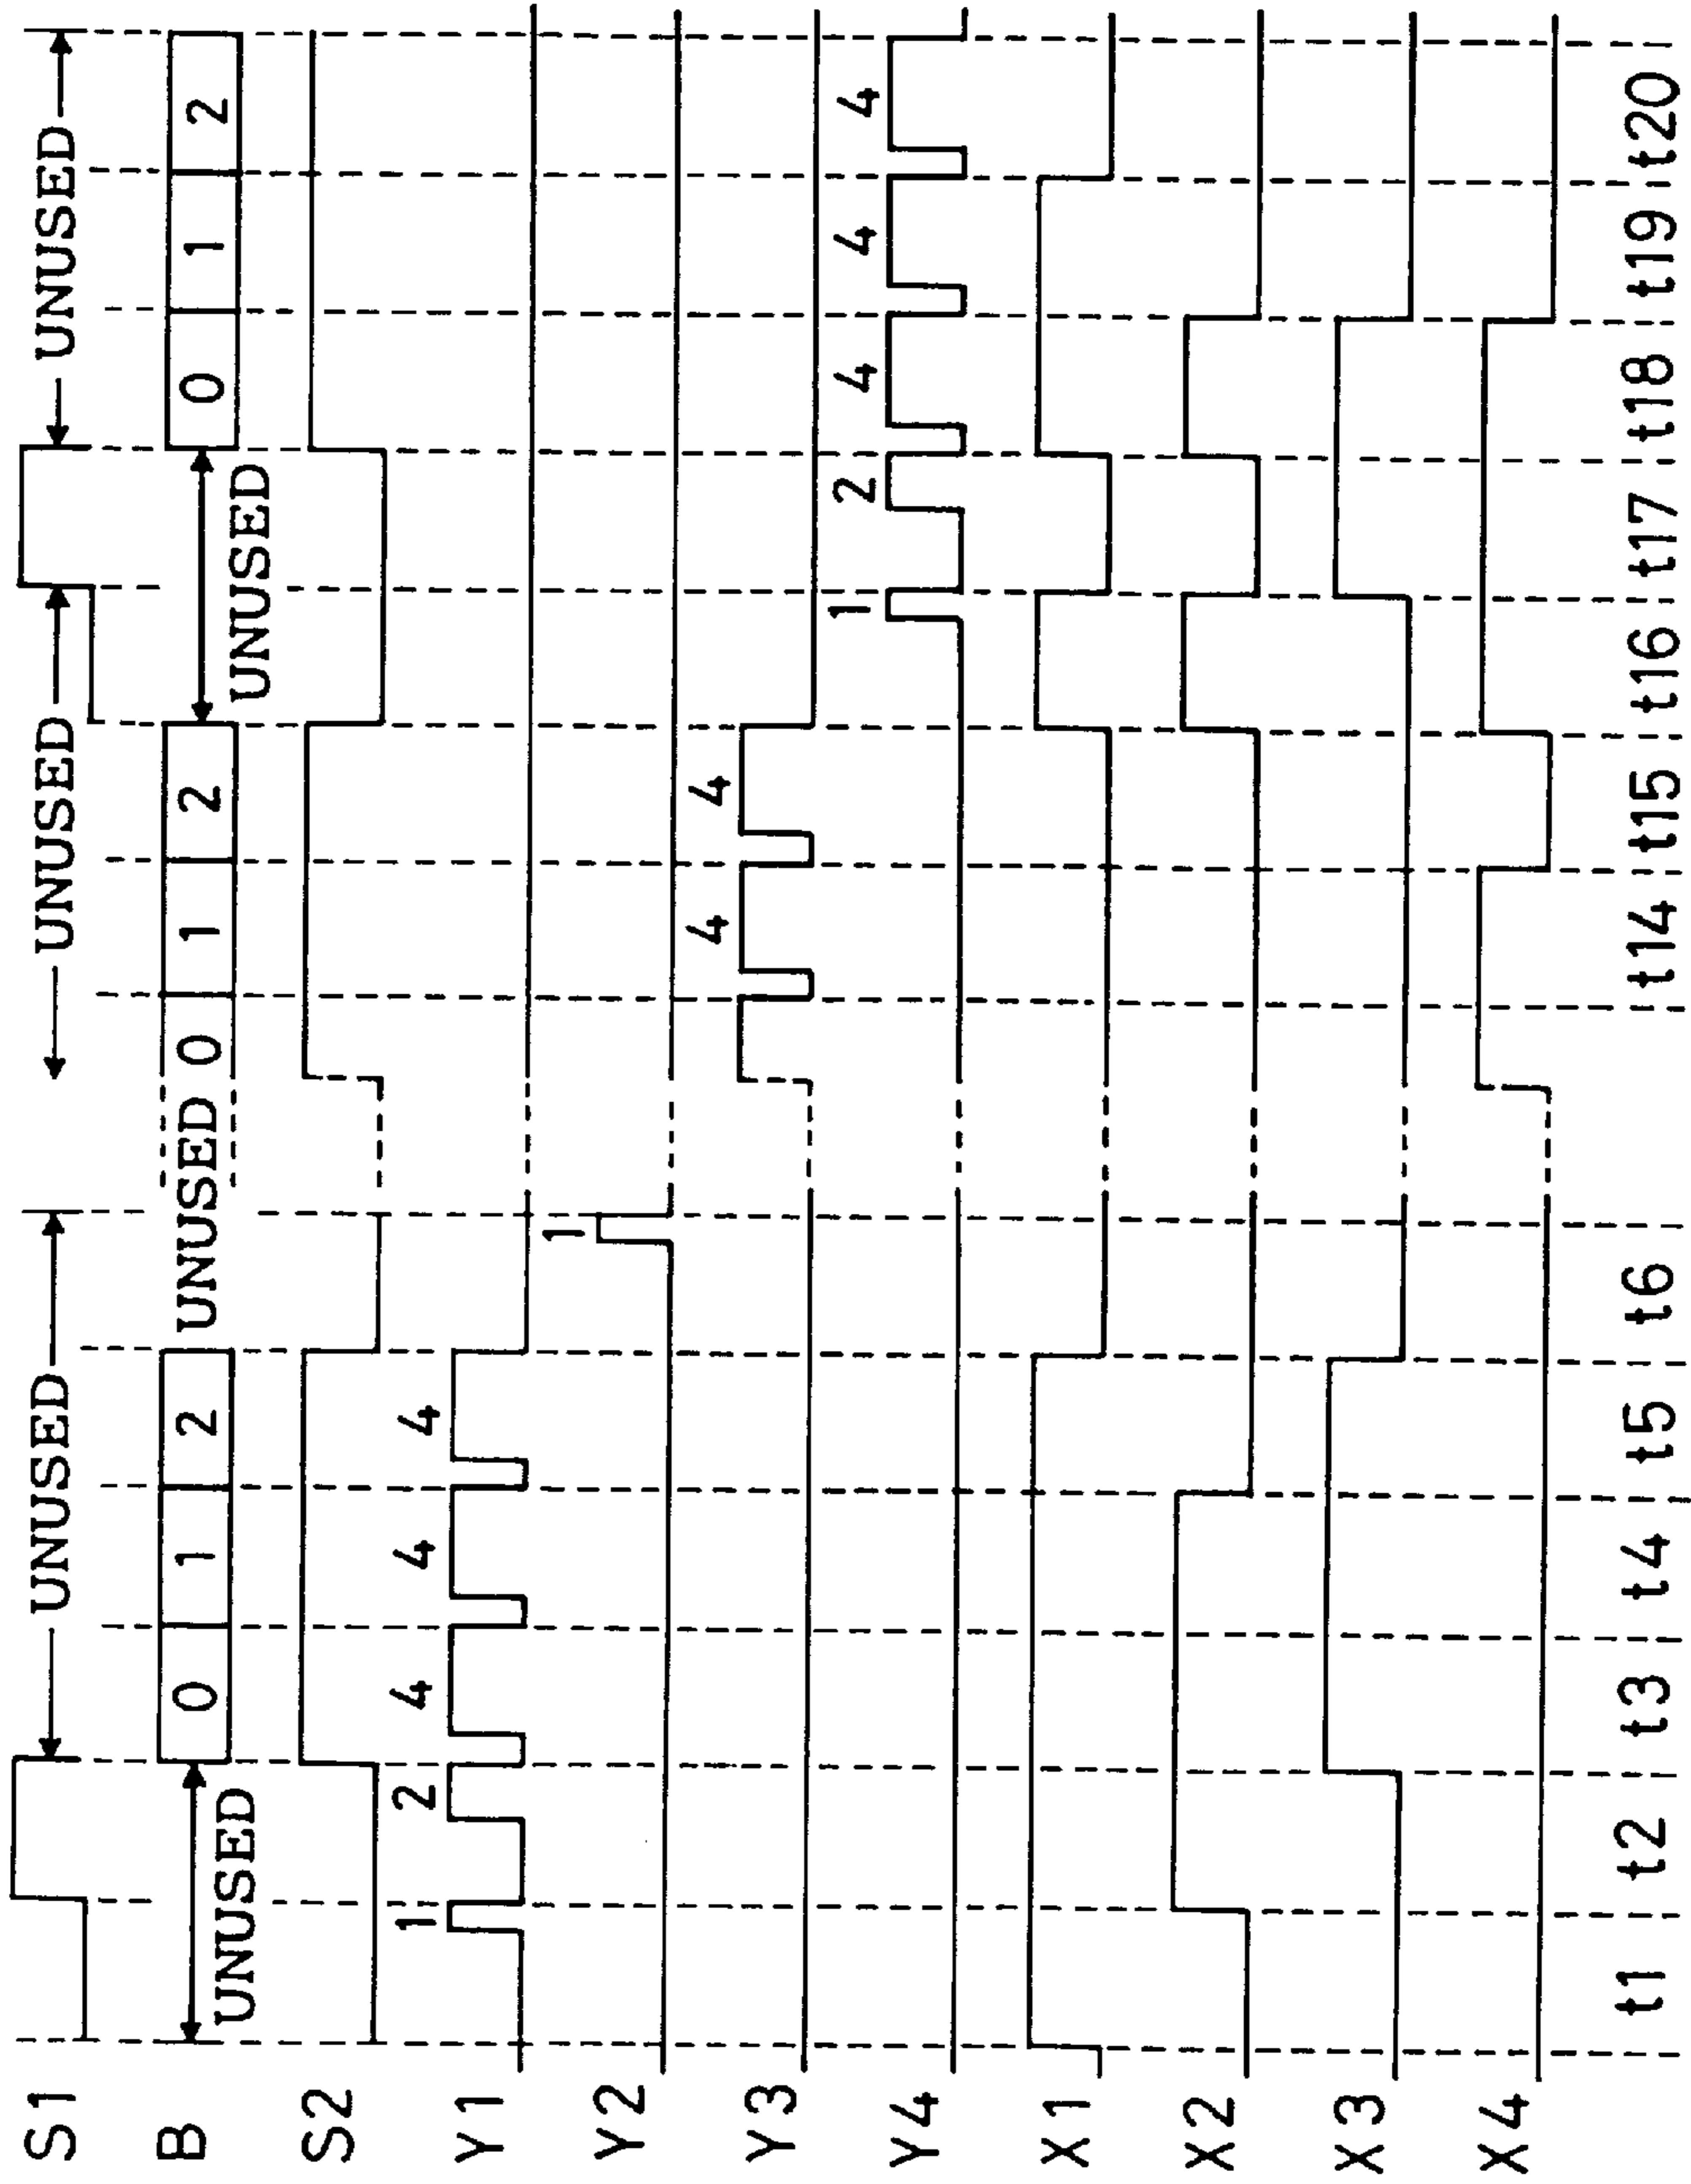 S1 UNUSED UNUSED UNUSED
B UNUSED 0 1 2 UNUSED 0 1 2 UNUSED 0 1 2
S2
Y1 1 2 4 4 4
Y2 1
Y3 4 4
Y4 1 2 4 4 4
X1
X2
X3
X4
t1 t2 t3 t4 t5 t6 t14 t15 t16 t17 t18 t19 t20